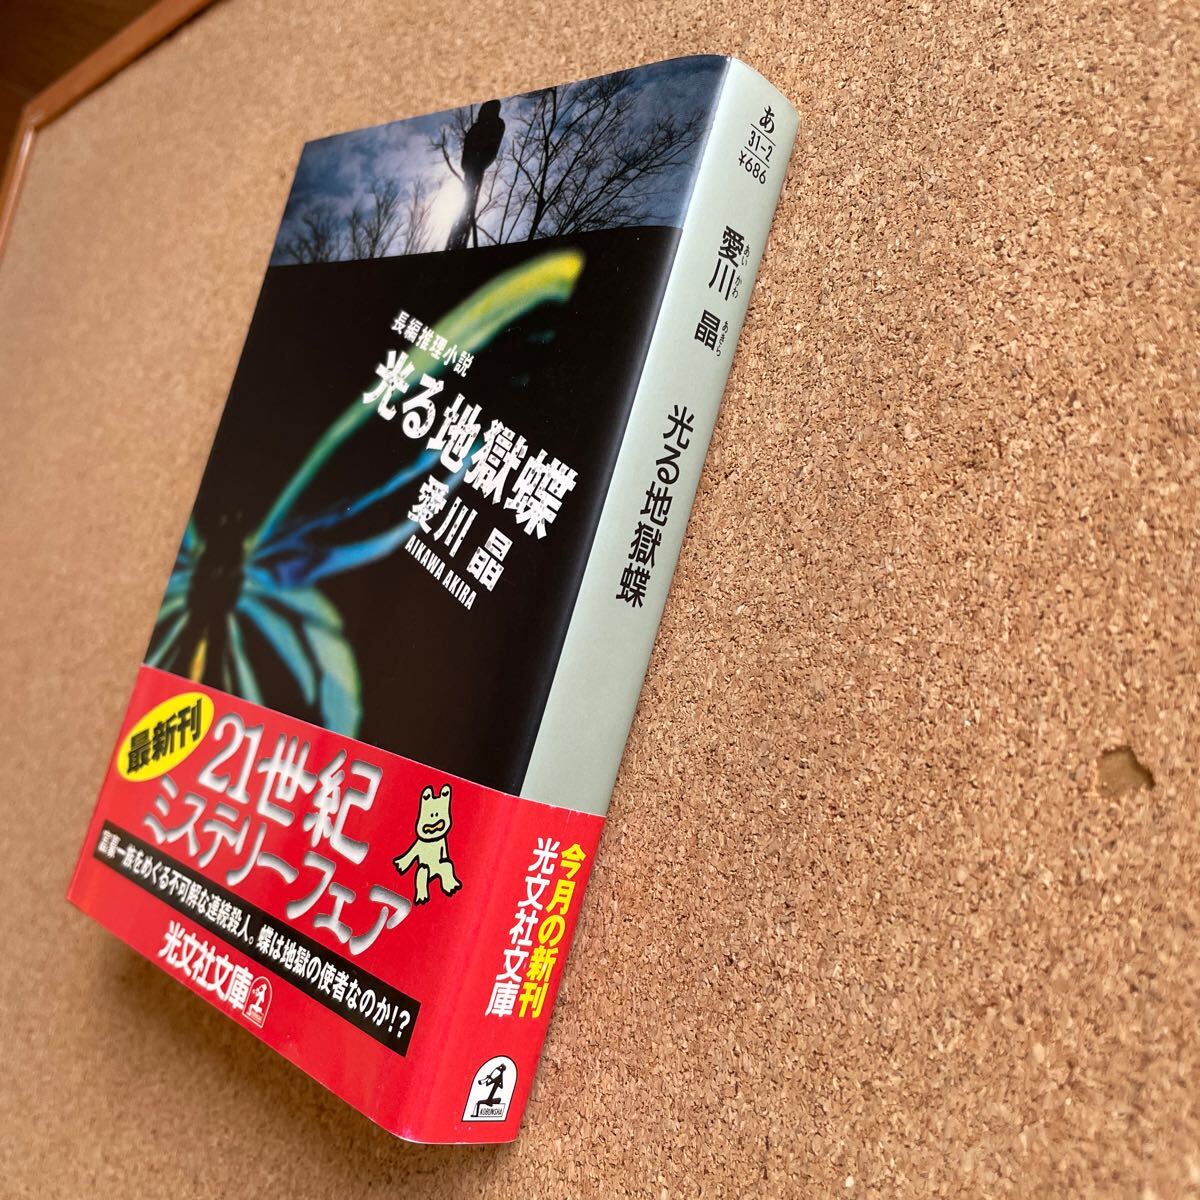 長編推理小説
光る地獄蝶
愛川 晶
AIKAWA AKIRA
最新刊
21世紀
ミステリーフェア
富豪一族をめぐる不可解な連続殺人。蝶は地獄の使者なのか!?
光文社文庫
あ
31-2
¥686
愛川 晶
あい かわ あきら
光る地獄蝶
今月の新刊
光文社文庫
KOBUNSHA